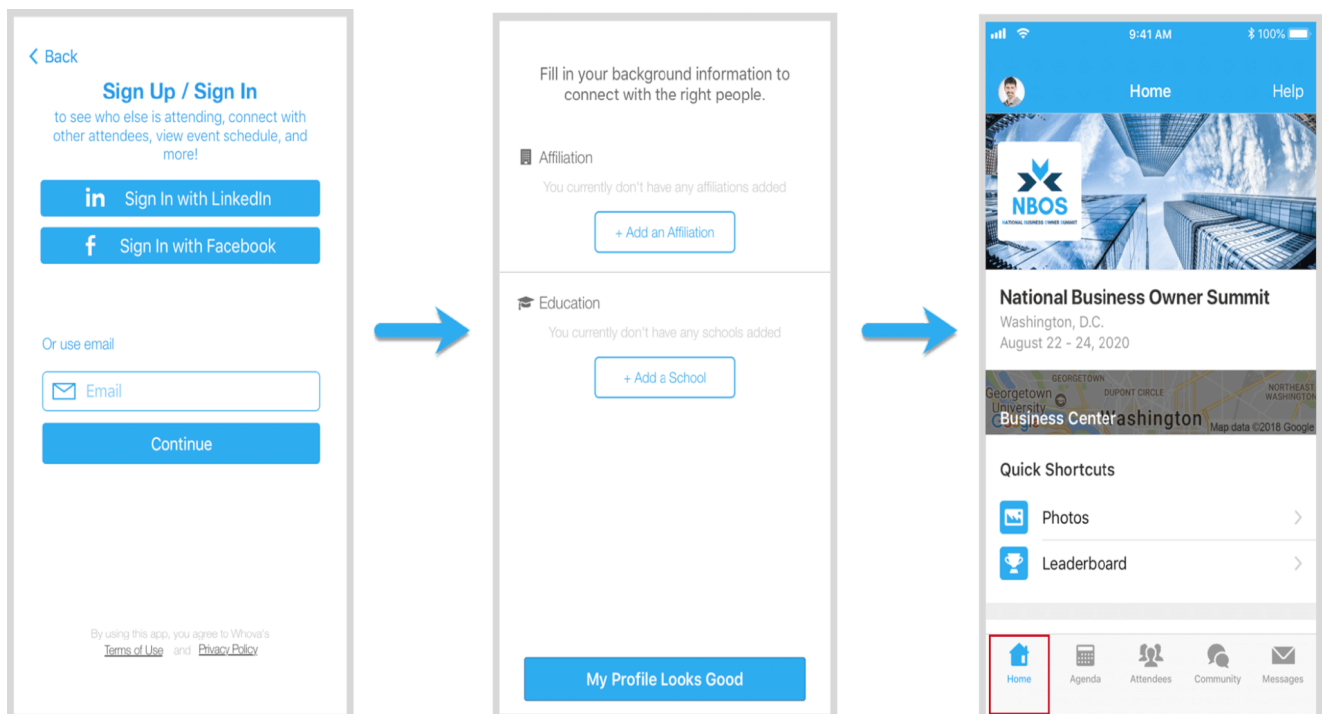 Back
Sign Up / Sign In
to see who else is attending, connect with
other attendees, view event schedule, and
more!
in Sign In with LinkedIn
f Sign In with Facebook
Or use email
Email
Continue
By using this app, you agree to Whova's
Terms of Use and Privacy Policy
Fill in your background information to
connect with the right people.
Affiliation
You currently don't have any affiliations added
+ Add an Affiliation
Education
You currently don't have any schools added
+ Add a School
My Profile Looks Good
9:41 AM
100%
Home
Help
NBOS
NATIONAL BUSINESS OWNER SUMMIT
National Business Owner Summit
Washington, D.C.
August 22 - 24, 2020
GEORGETOWN
DUPONT CIRCLE
NORTHEAST
WASHINGTON
Georgetown
University
Google
Business Center
Washington
Map data ©2018 Google
Quick Shortcuts
Photos
Leaderboard
Home
Agenda
Attendees
Community
Messages